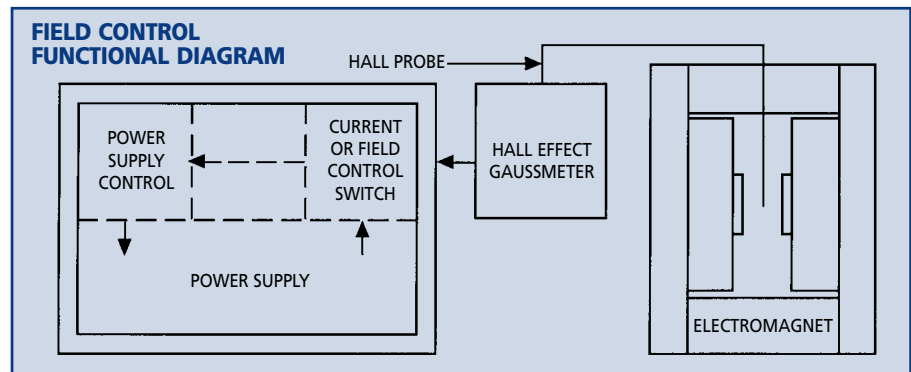 FIELD CONTROL
FUNCTIONAL DIAGRAM
HALL PROBE
POWER
SUPPLY
CONTROL
CURRENT
OR FIELD
CONTROL
SWITCH
HALL EFFECT
GAUSSMETER
POWER SUPPLY
ELECTROMAGNET